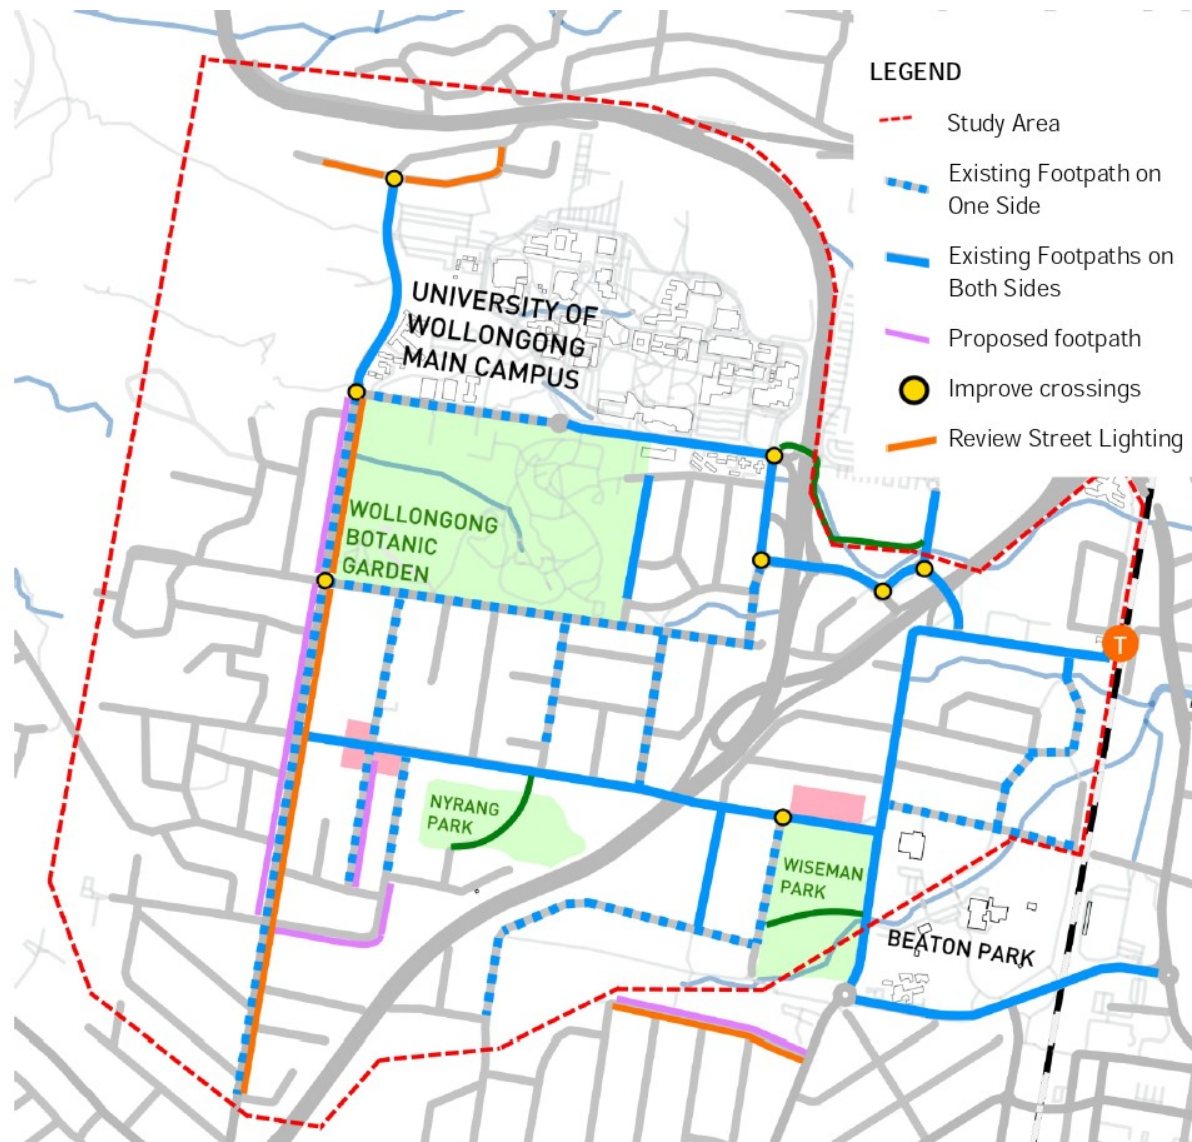 LEGEND
Study Area
Existing Footpath on
One Side
Existing Footpaths on
Both Sides
Proposed footpath
Improve crossings
Review Street Lighting
UNIVERSITY OF
WOLLONGONG
MAIN CAMPUS
WOLLONGONG
BOTANIC
GARDEN
T
NYRANG
PARK
WISEMAN
PARK
BEATON PARK